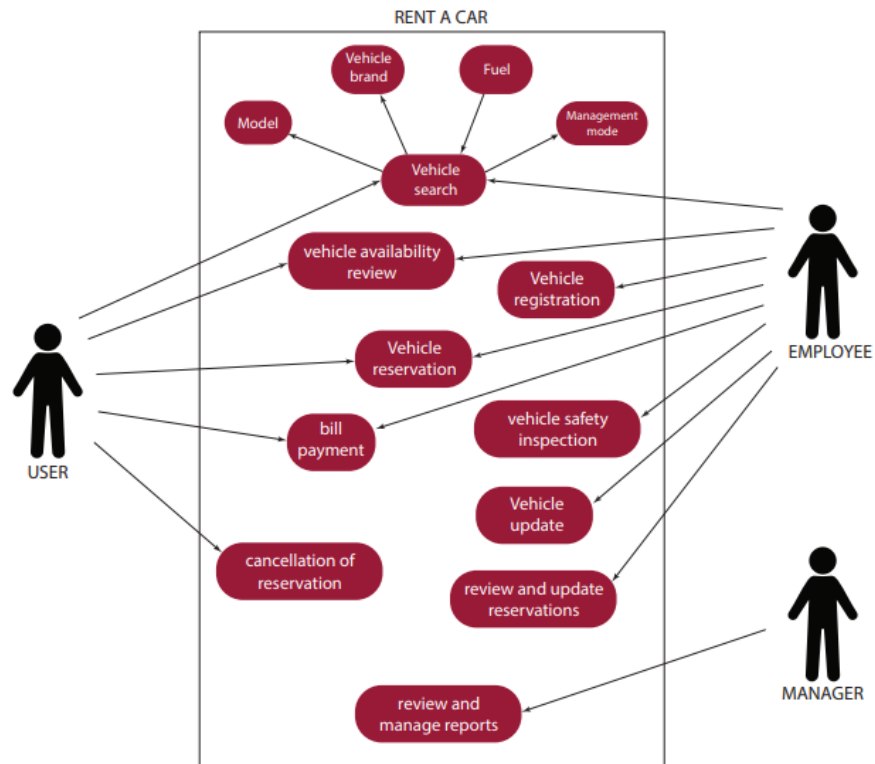 RENT A CAR
Vehicle
brand
Fuel
Model
Management
mode
Vehicle
search
vehicle availability
review
Vehicle
registration
EMPLOYEE
Vehicle
reservation
vehicle safety
inspection
bill
payment
USER
Vehicle
update
cancellation of
reservation
review and update
reservations
MANAGER
review and
manage reports